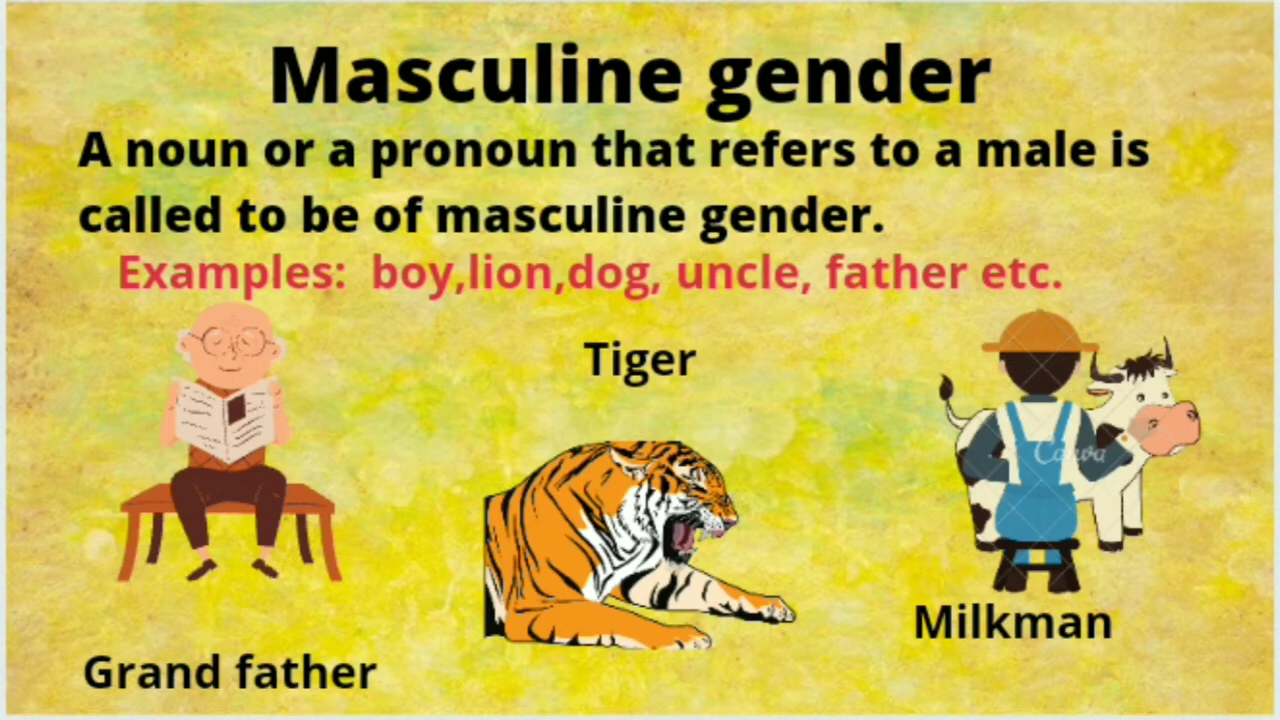 Masculine gender
A noun or a pronoun that refers to a male is
called to be of masculine gender.
Examples:  boy,lion,dog, uncle, father etc.
Tiger
Canva
Milkman
Grand father